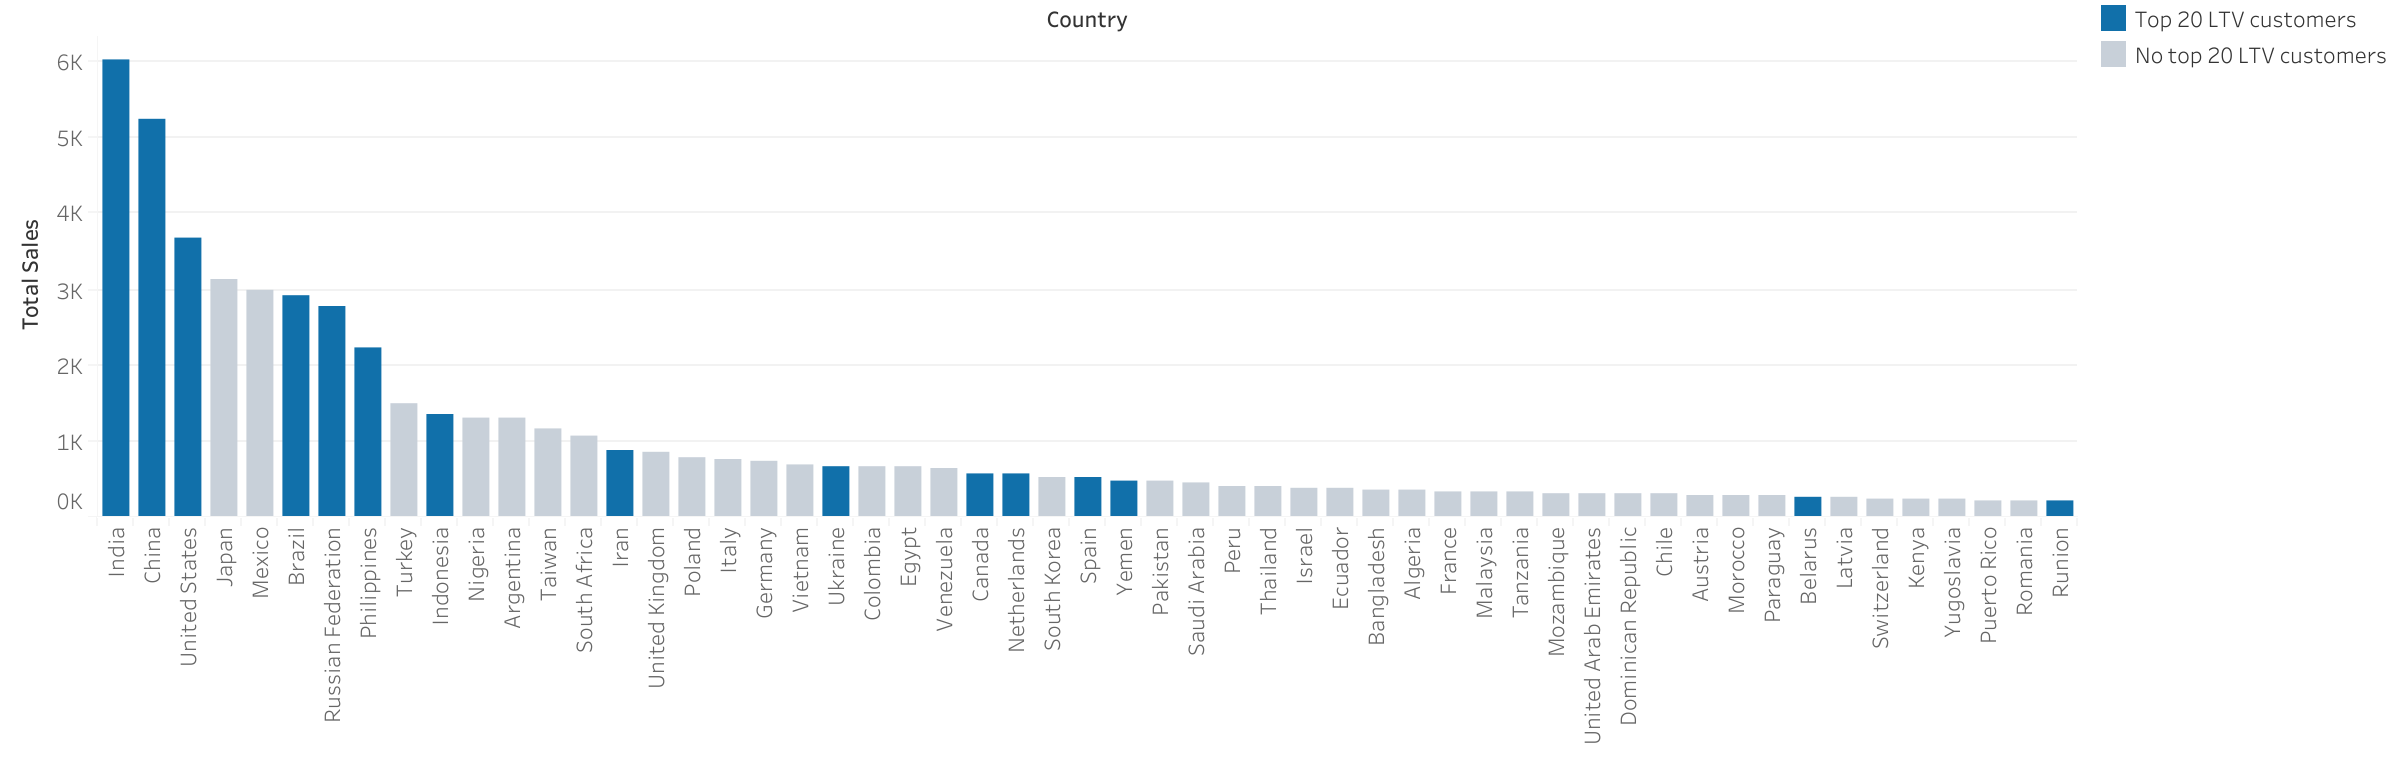 Country
Top 20 LTV customers
No top 20 LTV customers
Total Sales
6K
5K
4K
3K
2K
1K
0K
India
China
United States
Japan
Mexico
Brazil
Russian Federation
Philippines
Turkey
Indonesia
Nigeria
Argentina
Taiwan
South Africa
Iran
United Kingdom
Poland
Italy
Germany
Vietnam
Ukraine
Colombia
Egypt
Venezuela
Canada
Netherlands
South Korea
Spain
Yemen
Pakistan
Saudi Arabia
Peru
Thailand
Israel
Ecuador
Bangladesh
Algeria
France
Malaysia
Tanzania
Mozambique
United Arab Emirates
Dominican Republic
Chile
Austria
Morocco
Paraguay
Belarus
Latvia
Switzerland
Kenya
Yugoslavia
Puerto Rico
Romania
Runion